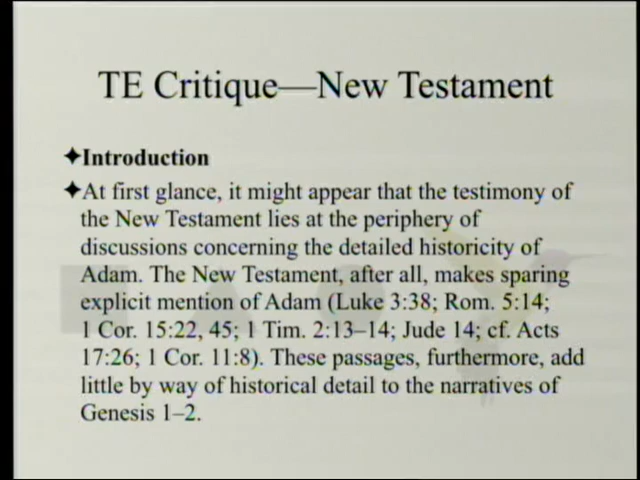 TE Critique—New Testament
✦Introduction
✦At first glance, it might appear that the testimony of
the New Testament lies at the periphery of
discussions concerning the detailed historicity of
Adam. The New Testament, after all, makes sparing
explicit mention of Adam (Luke 3:38; Rom. 5:14;
1 Cor. 15:22, 45; 1 Tim. 2:13–14; Jude 14; cf. Acts
17:26; 1 Cor. 11:8). These passages, furthermore, add
little by way of historical detail to the narratives of
Genesis 1–2.